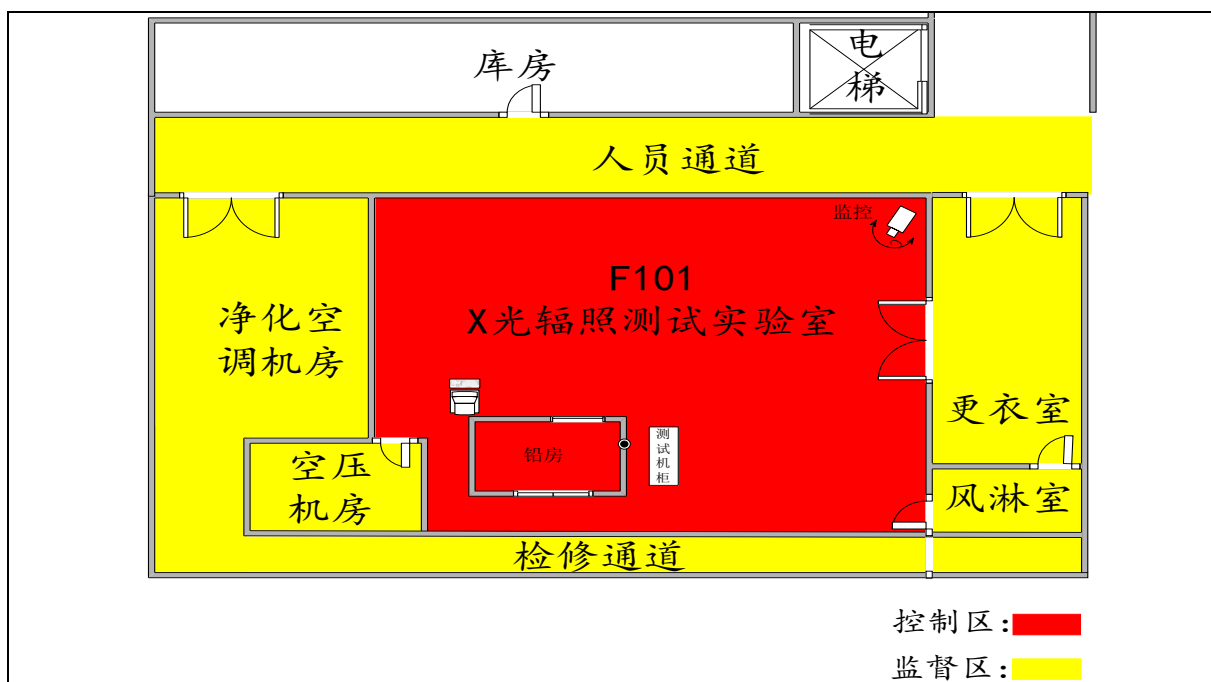 库房
电
梯
人员通道
监控
F101
X光辐照测试实验室
净化空
调机房
更衣室
铅房
测
试
机
柜
空压
机房
风淋室
检修通道
控制区:
监督区: